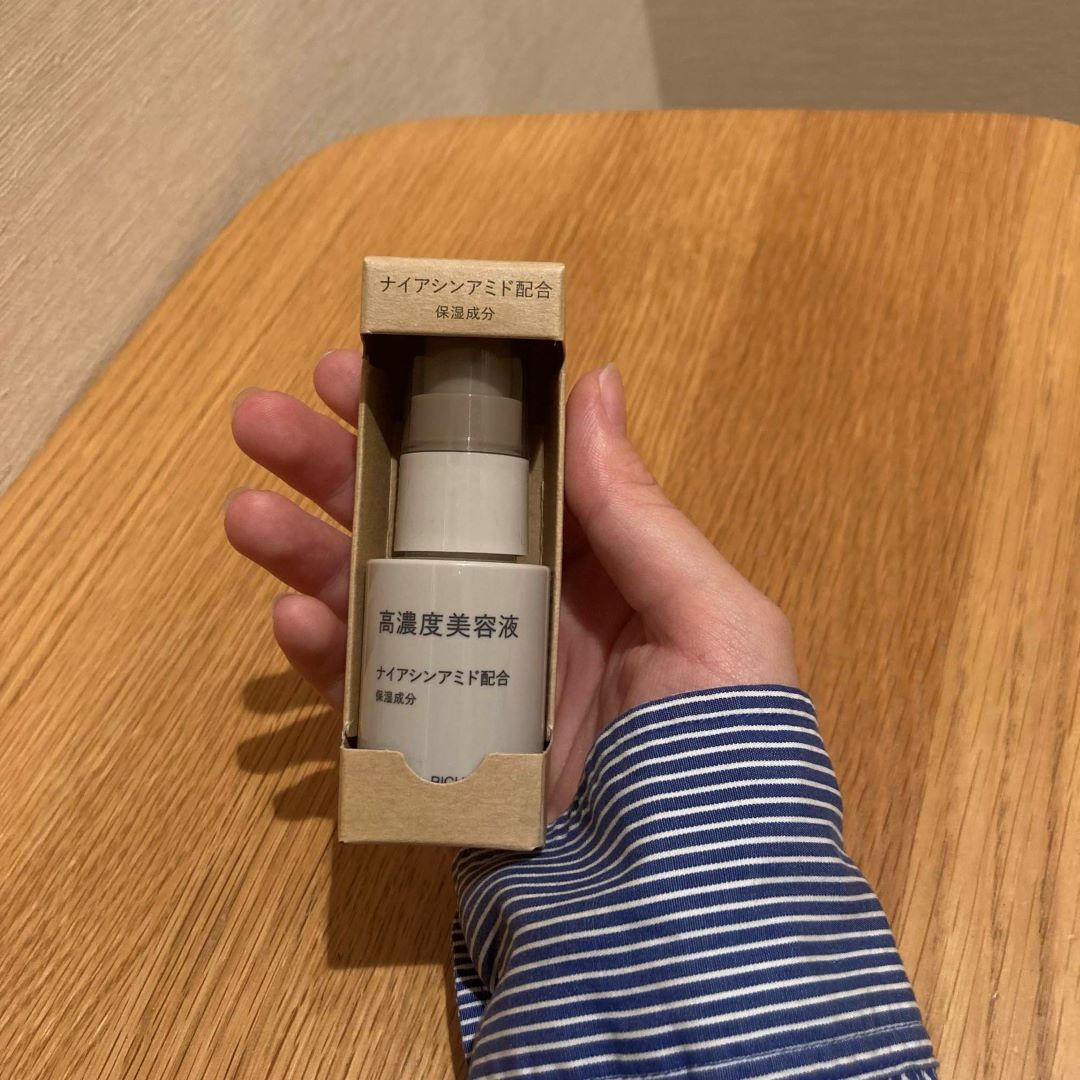 ナイアシンアミド配合
保湿成分
高濃度美容液
ナイアシンアミド配合
保湿成分